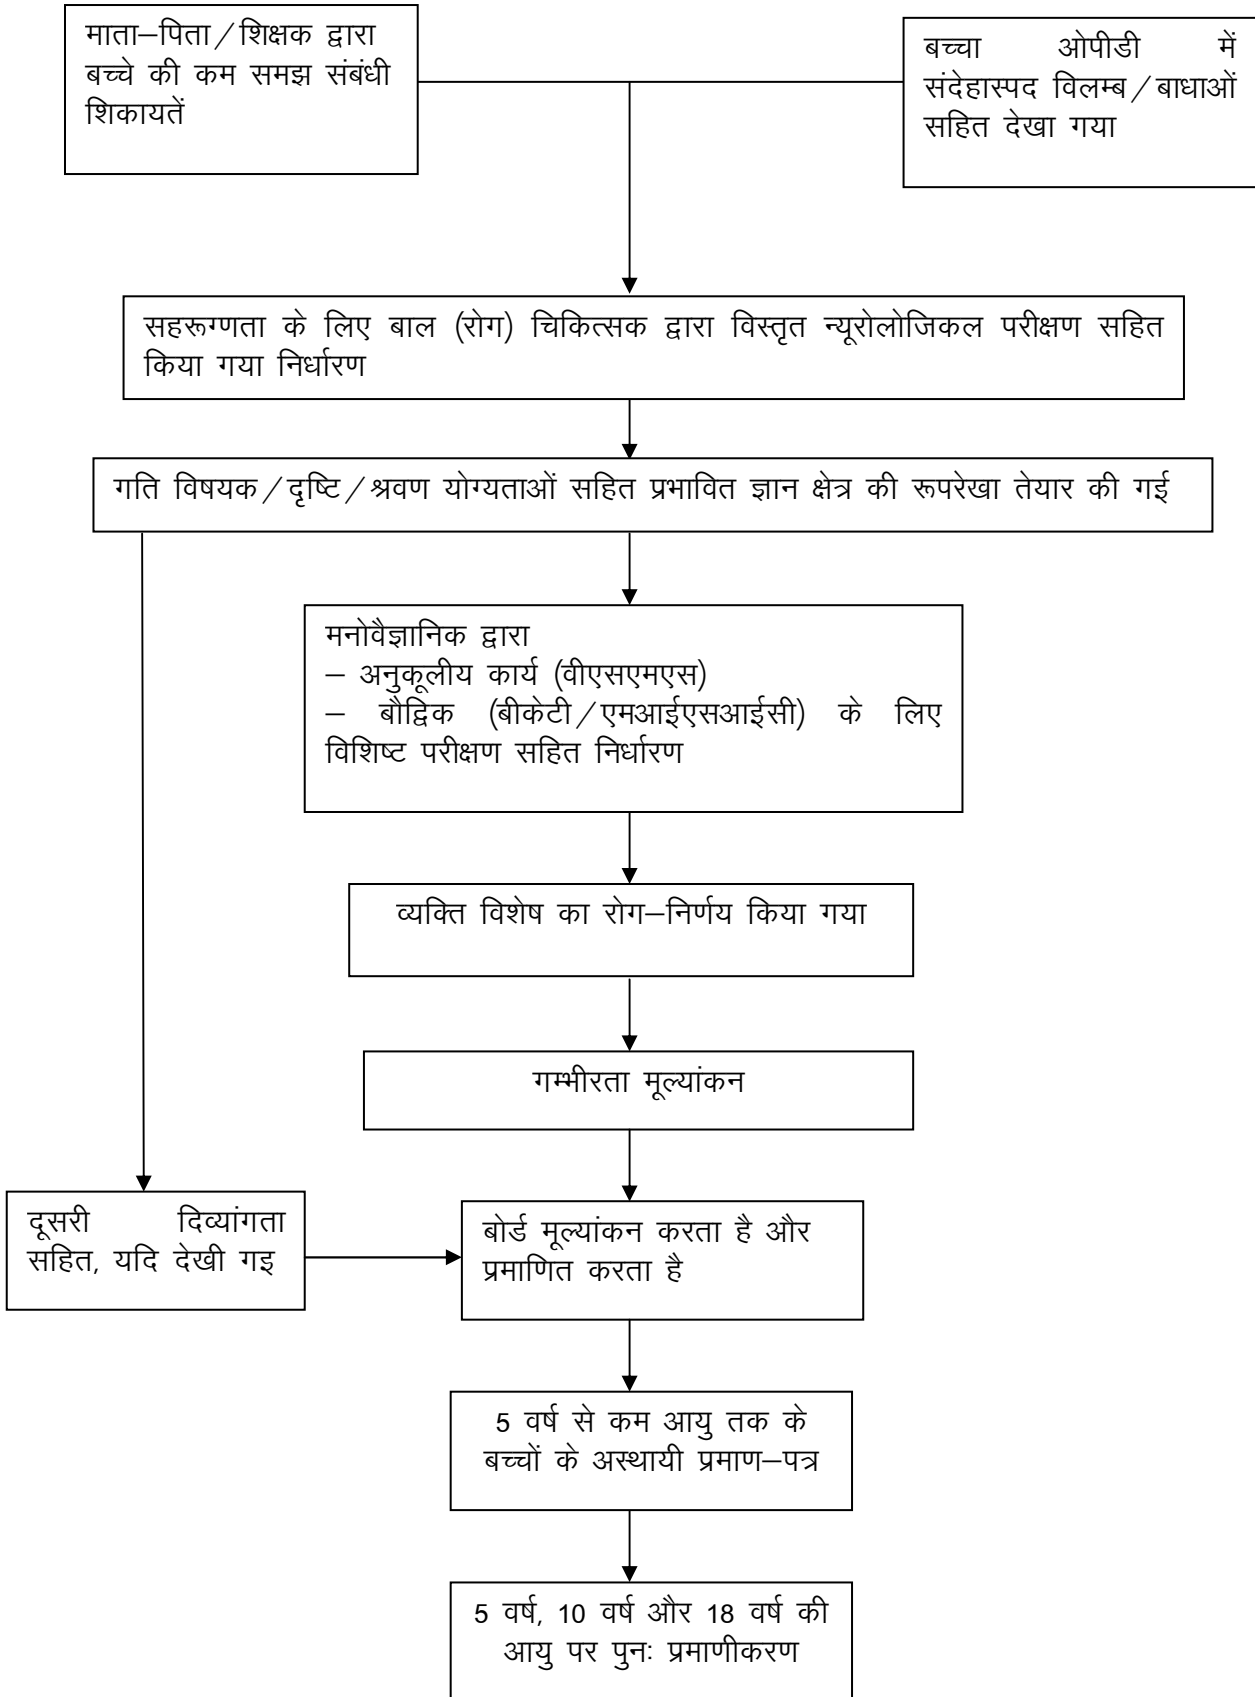 माता–पिता/शिक्षक द्वारा
बच्चे की कम समझ संबंधी
शिकायतें
बच्चा ओपीडी में
संदेहास्पद विलम्ब/बाधाओं
सहित देखा गया
सहरूग्णता के लिए बाल (रोग) चिकित्सक द्वारा विस्तृत न्यूरोलोजिकल परीक्षण सहित
किया गया निर्धारण
गति विषयक/दृष्टि/श्रवण योग्यताओं सहित प्रभावित ज्ञान क्षेत्र की रूपरेखा तैयार की गई
मनोवैज्ञानिक द्वारा
– अनुकूलीय कार्य (वीएसएमएस)
– बौद्विक (बीकेटी/एमआईएसआईसी) के लिए
विशिष्ट परीक्षण सहित निर्धारण
व्यक्ति विशेष का रोग–निर्णय किया गया
गम्भीरता मूल्यांकन
दूसरी दिव्यांगता
सहित, यदि देखी गइ
बोर्ड मूल्यांकन करता है और
प्रमाणित करता है
5 वर्ष से कम आयु तक के
बच्चों के अस्थायी प्रमाण–पत्र
5 वर्ष, 10 वर्ष और 18 वर्ष की
आयु पर पुनः प्रमाणीकरण